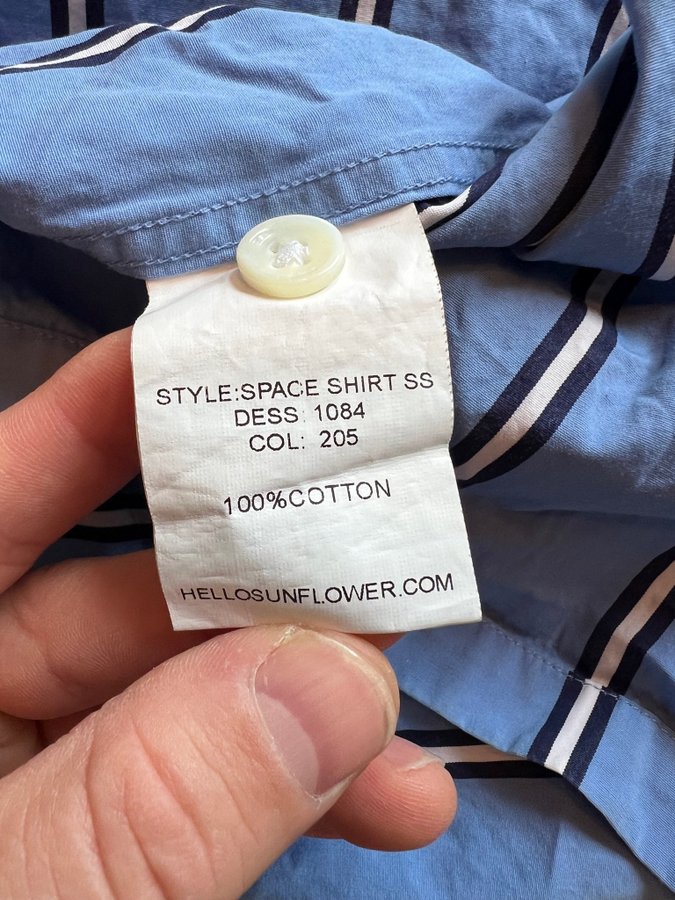 STYLE:SPACE SHIRT SS
DESS: 1084
COL: 205
100%COTTON
HELLOSUNFLOWER.COM